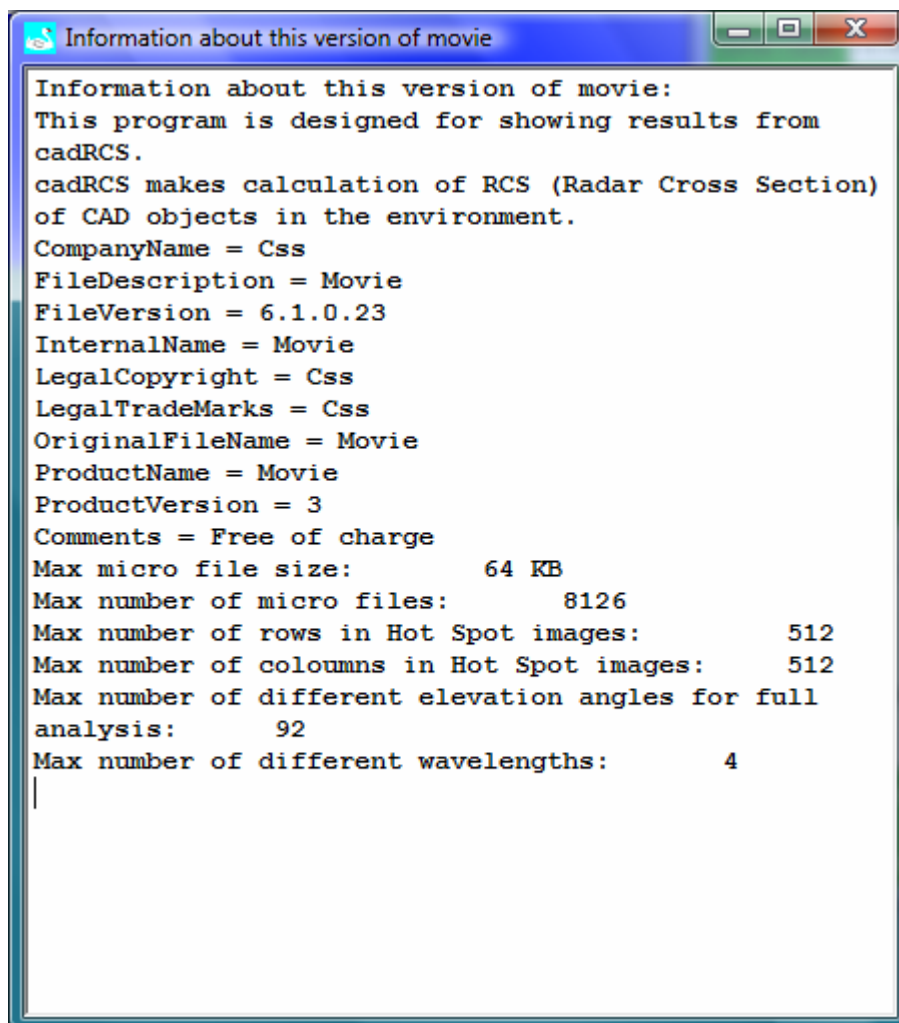 Information about this version of movie
Information about this version of movie:
This program is designed for showing results from
cadRCS.
cadRCS makes calculation of RCS (Radar Cross Section)
of CAD objects in the environment.
CompanyName = Css
FileDescription = Movie
FileVersion = 6.1.0.23
InternalName = Movie
LegalCopyright = Css
LegalTradeMarks = Css
OriginalFileName = Movie
ProductName = Movie
ProductVersion = 3
Comments = Free of charge
Max micro file size:        64 KB
Max number of micro files:       8126
Max number of rows in Hot Spot images:         512
Max number of coloumns in Hot Spot images:     512
Max number of different elevation angles for full
analysis:      92
Max number of different wavelengths:       4